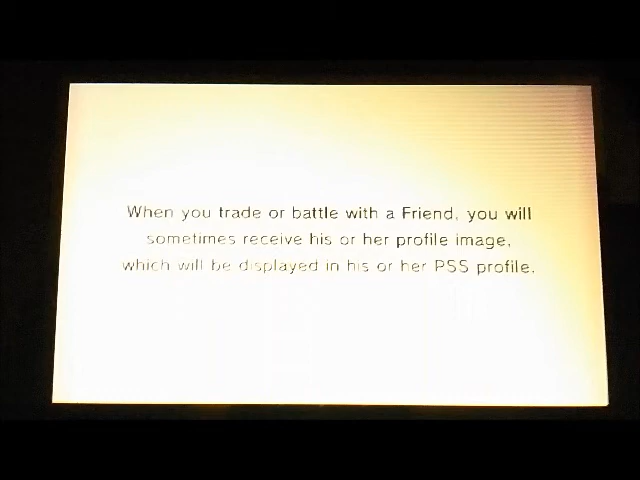 When you trade or battle with a Friend, you will
sometimes receive his or her profile image,
which will be displayed in his or her PSS profile.